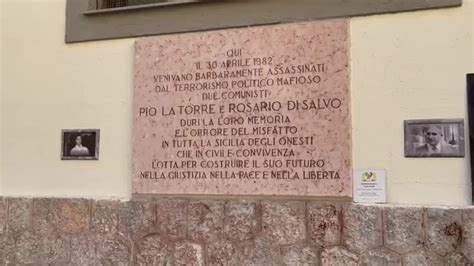 QUI
IL 30 APRILE 1982
VENIVANO BARBARAMENTE ASSASSINATI
DAL TERRORISMO POLITICO MAFIOSO
DUE COMUNISTI
PIO LA TORRE E ROSARIO DI SALVO
DURI LA LORO MEMORIA
E L'ORRORE DEL MISFATTO
IN TUTTA LA SICILIA DEGLI ONESTI
CHE IN CIVILE CONVIVENZA
LOTTA PER COSTRUIRE IL SUO FUTURO
NELLA GIUSTIZIA NELLA PACE E NELLA LIBERTA